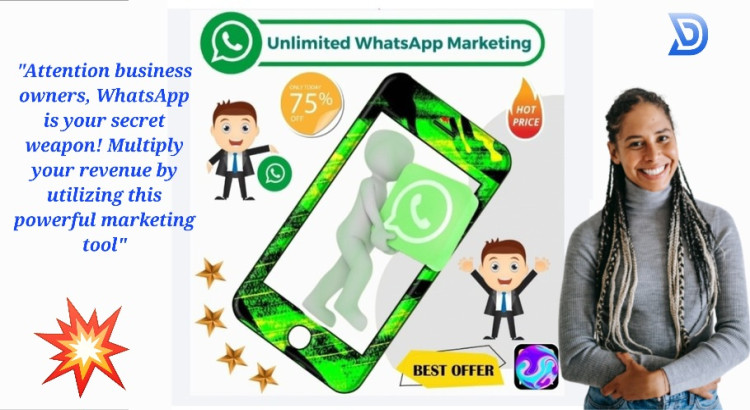 Unlimited WhatsApp Marketing
"Attention business
owners, WhatsApp
is your secret
weapon! Multiply
your revenue by
utilizing this
powerful marketing
tool"
75%
OFF
HOT
PRICE
BEST OFFER